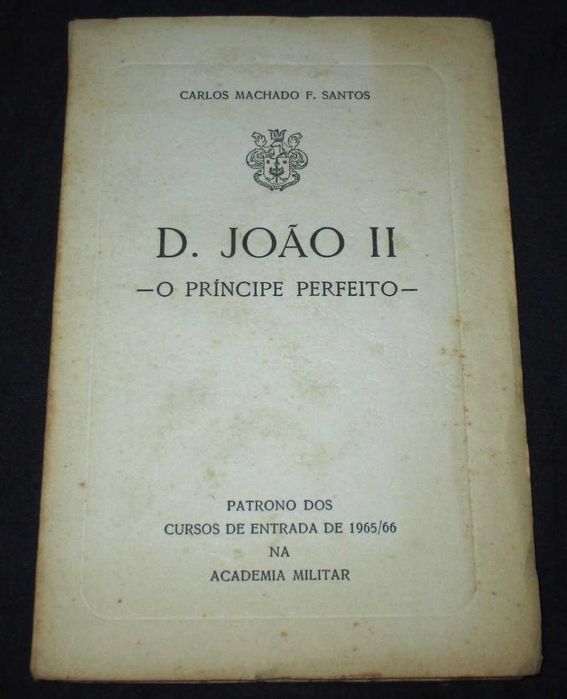 CARLOS MACHADO F. SANTOS
D. JOÃO II
—O PRÍNCIPE PERFEITO—
PATRONO DOS
CURSOS DE ENTRADA DE 1965/66
NA
ACADEMIA MILITAR